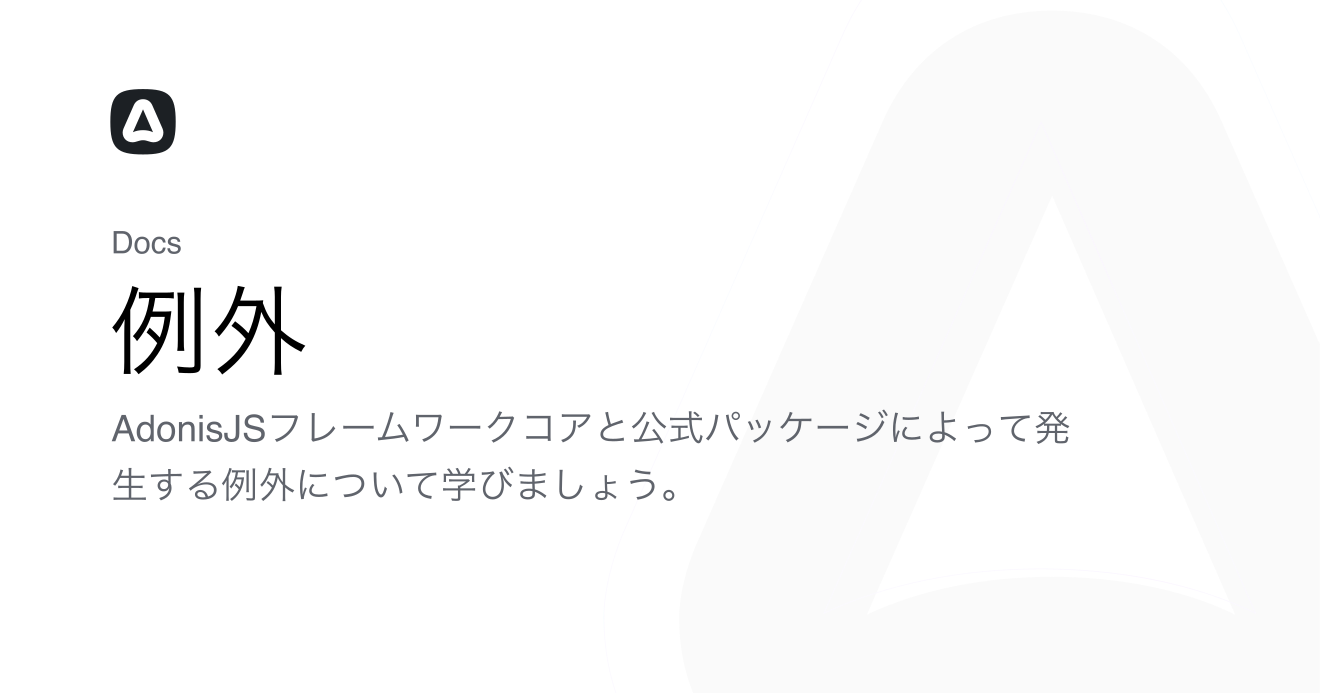 Docs
例外
AdonisJSフレームワークコアと公式パッケージによって発
生する例外について学びましょう。